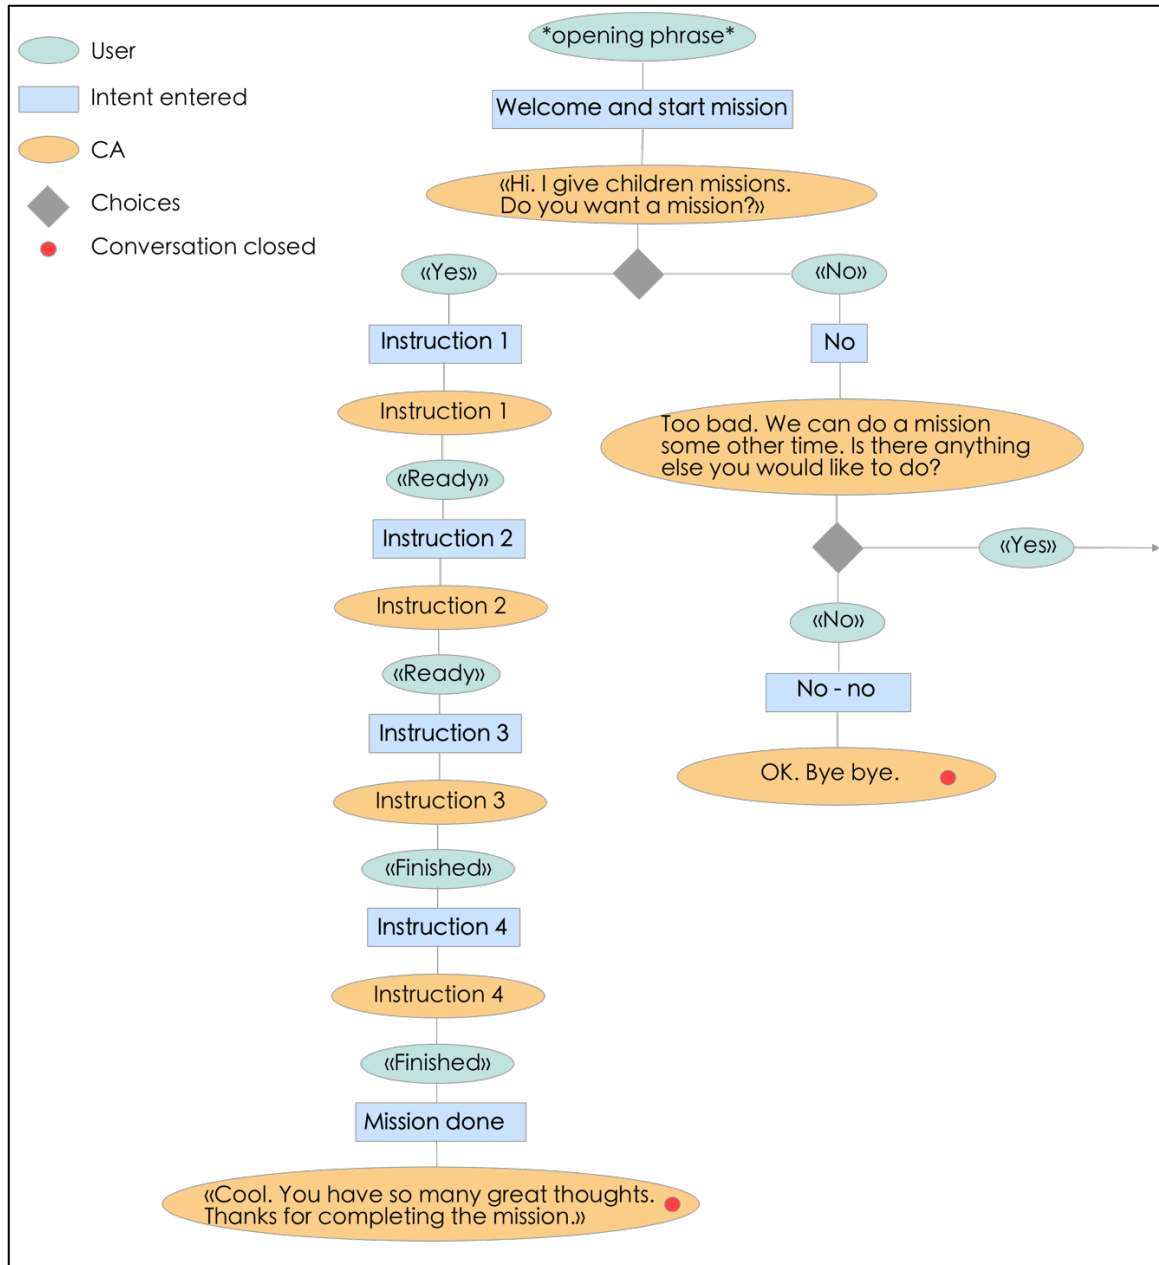 User
Intent entered
CA
Choices
Conversation closed
*opening phrase*
Welcome and start mission
«Hi. I give children missions.
Do you want a mission?»
«Yes»
«No»
Instruction 1
No
Instruction 1
Too bad. We can do a mission
some other time. Is there anything
else you would like to do?
«Ready»
Instruction 2
«Yes»
Instruction 2
«No»
«Ready»
No - no
Instruction 3
OK. Bye bye.
Instruction 3
«Finished»
Instruction 4
Instruction 4
«Finished»
Mission done
«Cool. You have so many great thoughts.
Thanks for completing the mission.»